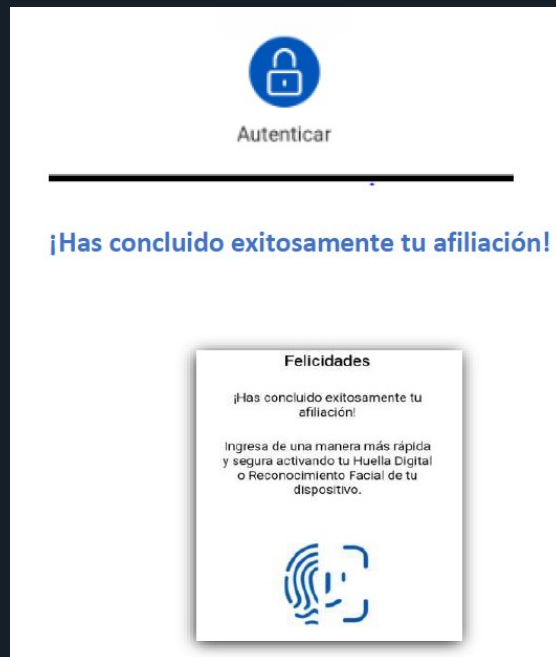 Autenticar
¡Has concluido exitosamente tu afiliación!
Felicidades
¡Has concluido exitosamente tu
afiliación!
Ingresa de una manera más rápida
y segura activando tu Huella Digital
o Reconocimiento Facial de tu
dispositivo.